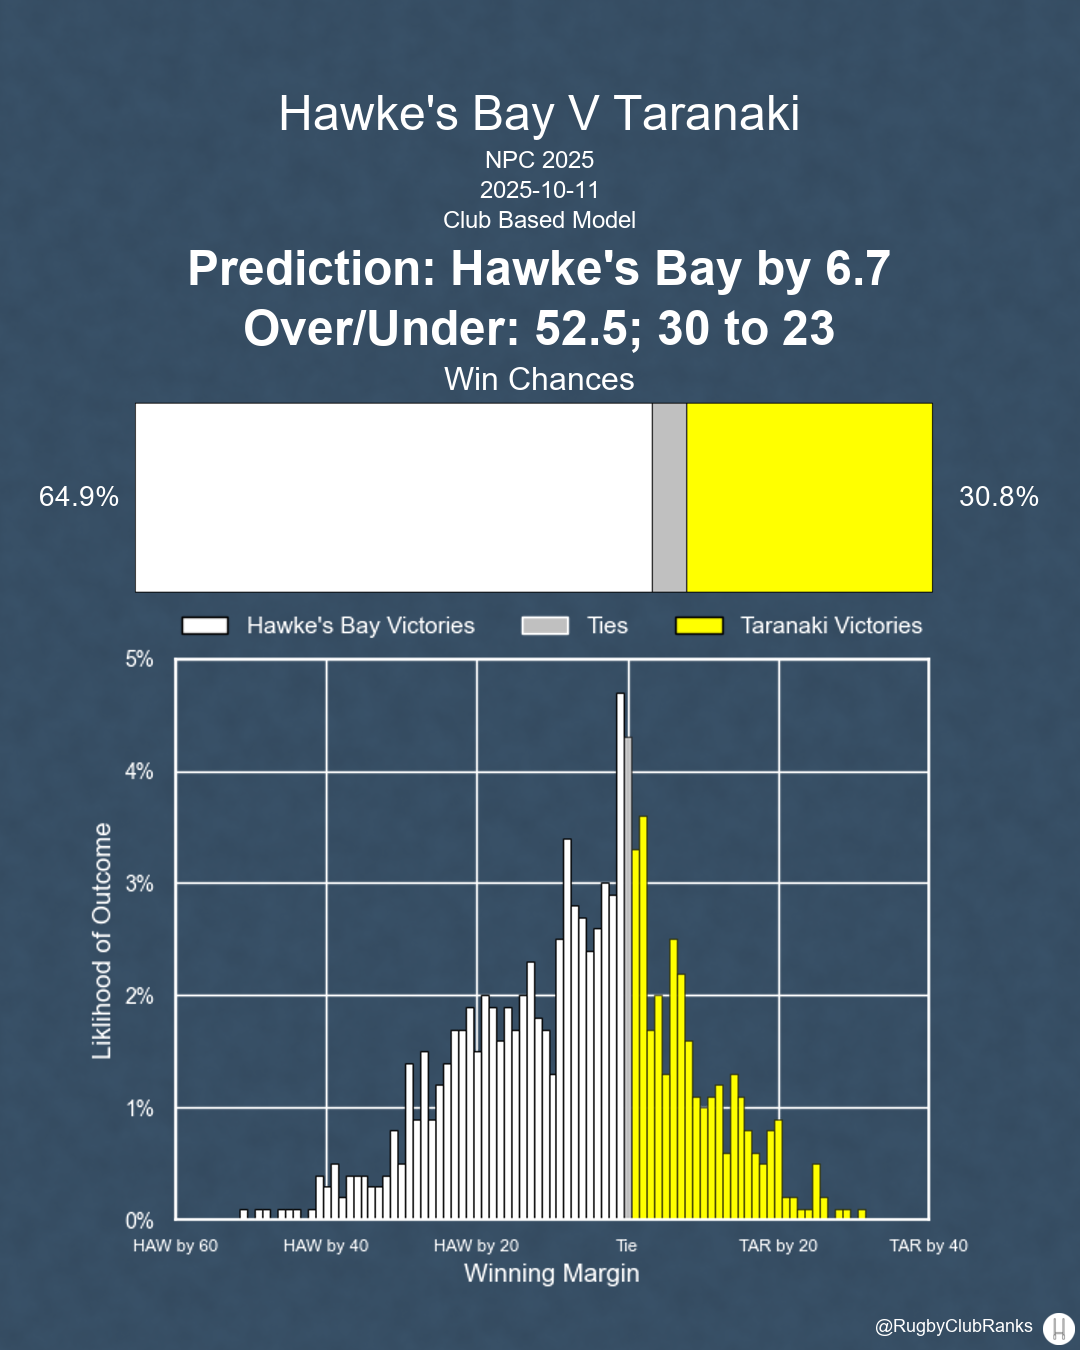 Hawke's Bay V Taranaki
NPC 2025
2025-10-11
Club Based Model
Prediction: Hawke's Bay by 6.7
Over/Under: 52.5; 30 to 23
Win Chances
64.9%
30.8%
Hawke's Bay Victories
Ties
Taranaki Victories
5%
4%
3%
2%
1%
0%
Liklihood of Outcome
HAW by 60
HAW by 40
HAW by 20
Tie
TAR by 20
TAR by 40
Winning Margin
@RugbyClubRanks